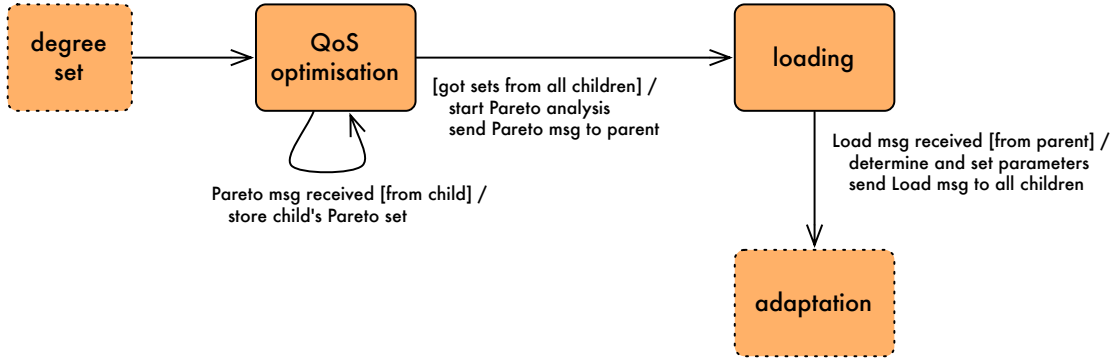 degree
set
QoS
optimisation
loading
[got sets from all children] /
start Pareto analysis
send Pareto msg to parent
Load msg received [from parent] /
determine and set parameters
send Load msg to all children
Pareto msg received [from child] /
store child's Pareto set
adaptation